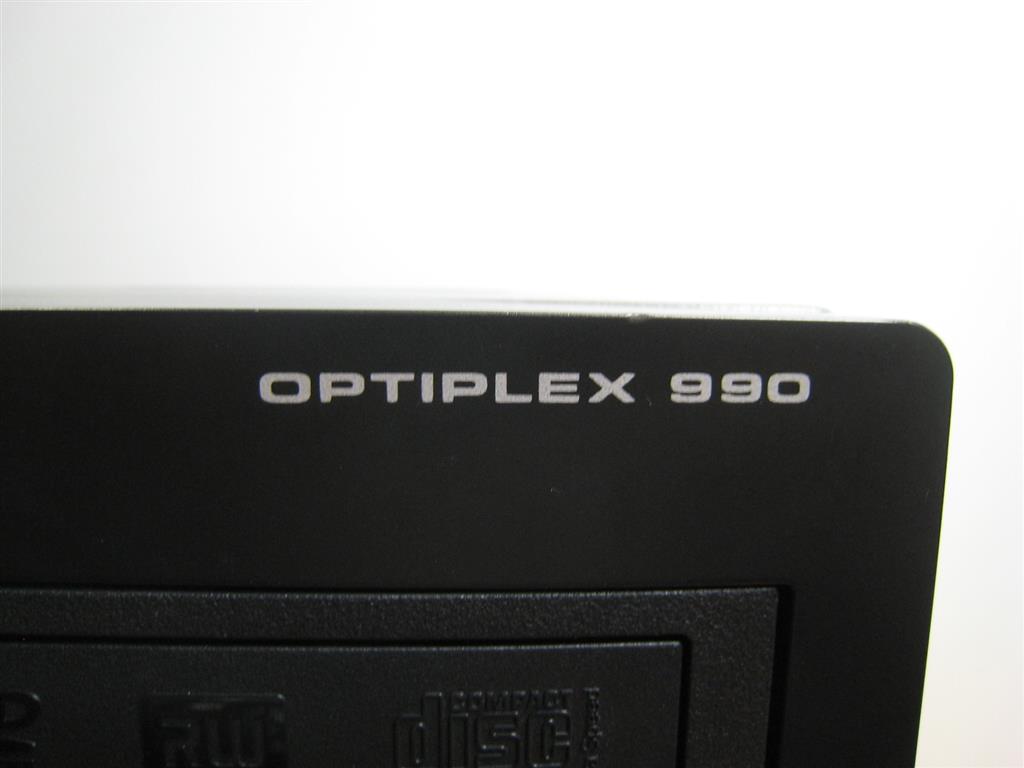 OPTIPLEX 990
RW
COMPACT
disc